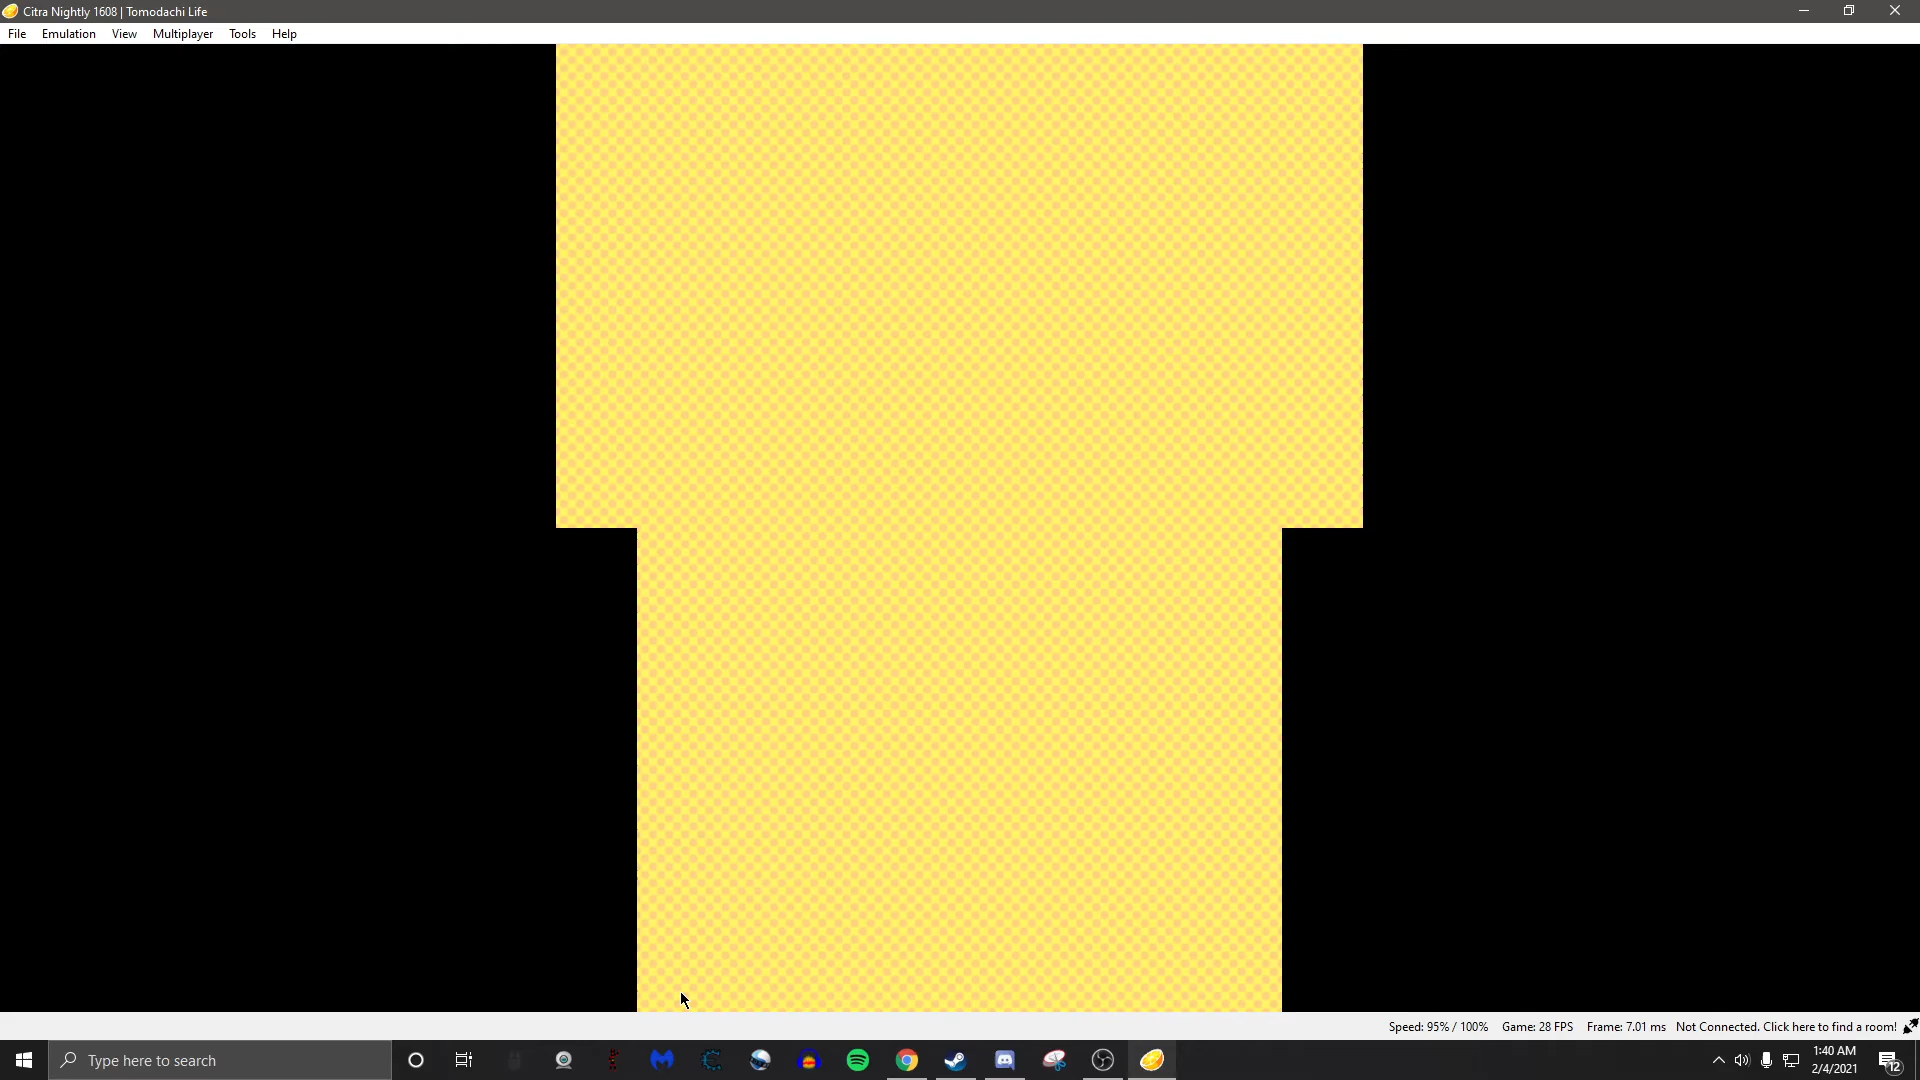 Citra Nightly 1608 | Tomodachi Life
File Emulation View Multiplayer Tools Help
Speed: 95% / 100% Game: 28 FPS Frame: 7.01 ms Not Connected. Click here to find a room!
Type here to search
1:40 AM
2/4/2021
12